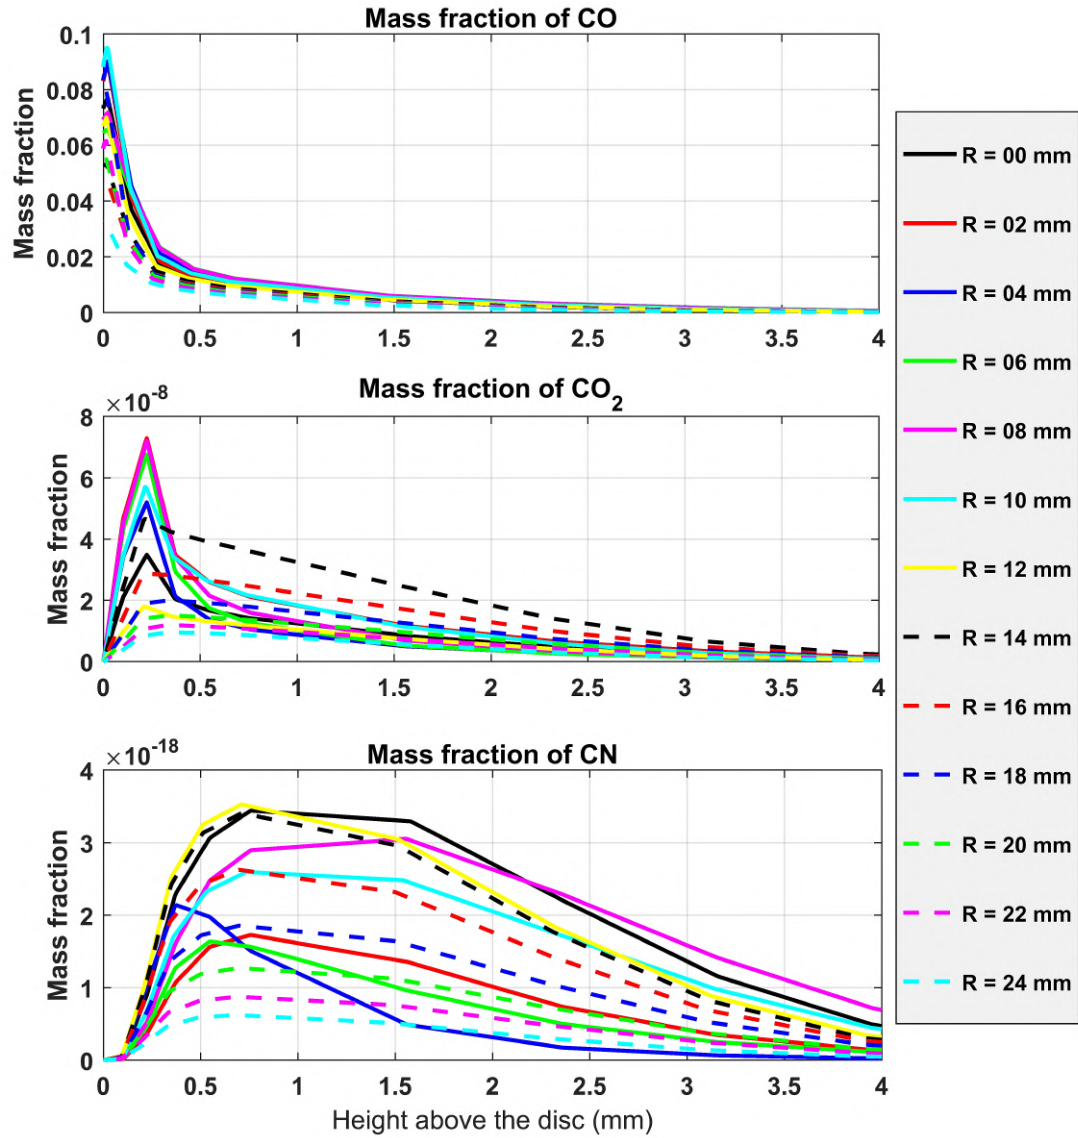 Mass fraction of CO
Mass fraction
0.1
0.08
0.06
0.04
0.02
0
0 0.5 1 1.5 2 2.5 3 3.5 4
Mass fraction of CO₂
×10⁻⁸
Mass fraction
8
6
4
2
0
0 0.5 1 1.5 2 2.5 3 3.5 4
Mass fraction of CN
×10⁻¹⁸
Mass fraction
4
3
2
1
0
0 0.5 1 1.5 2 2.5 3 3.5 4
Height above the disc (mm)
R = 00 mm
R = 02 mm
R = 04 mm
R = 06 mm
R = 08 mm
R = 10 mm
R = 12 mm
R = 14 mm
R = 16 mm
R = 18 mm
R = 20 mm
R = 22 mm
R = 24 mm